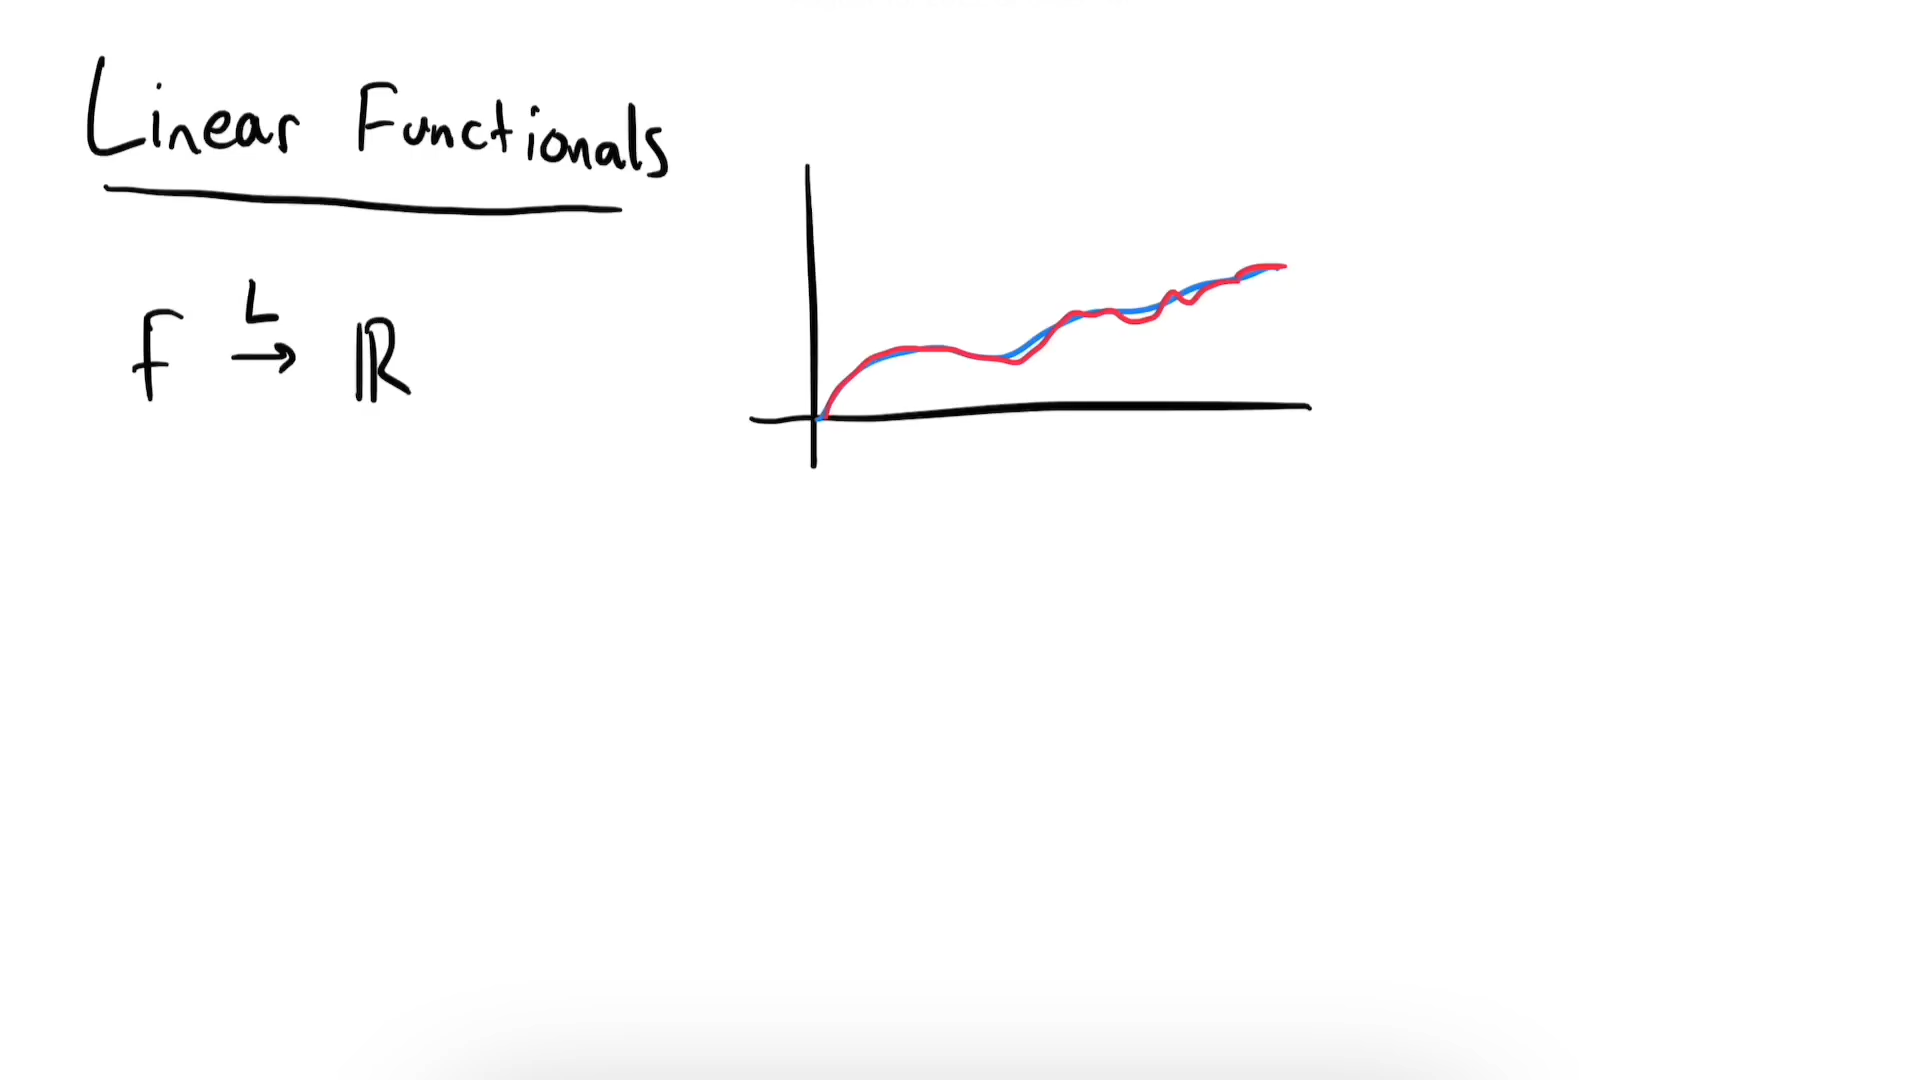 Linear Functionals
L
f → ℝ